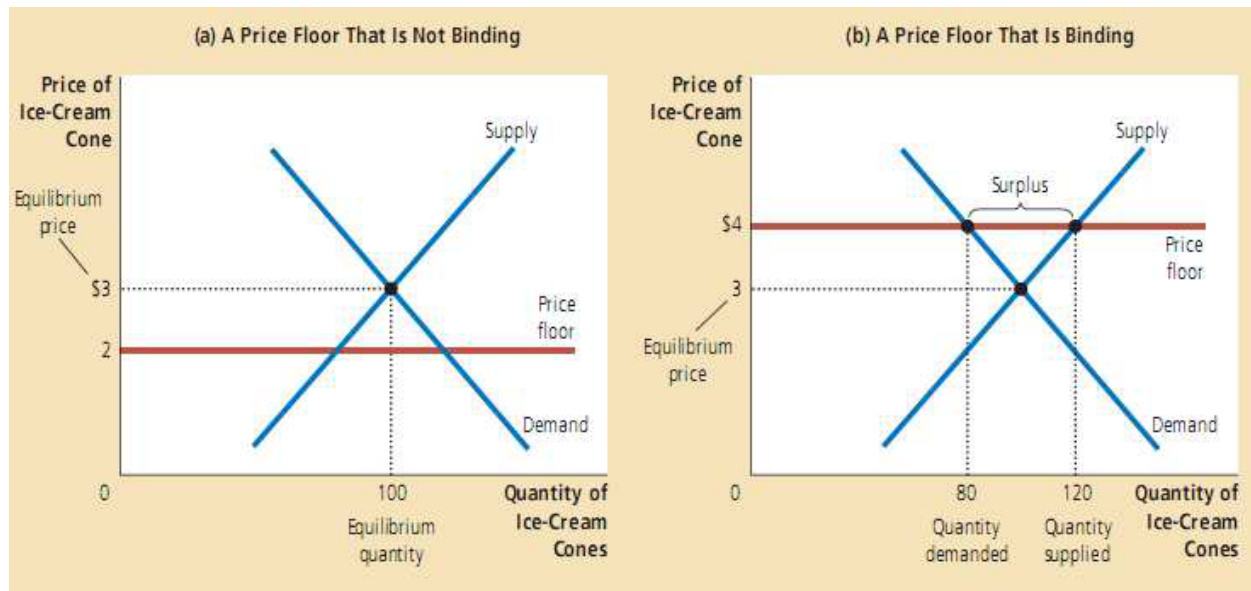 (a) A Price Floor That Is Not Binding
Price of
Ice-Cream
Cone
Supply
Equilibrium
price
$3
Price
floor
2
Demand
0
100
Quantity of
Ice-Cream
Cones
Equilibrium
quantity
(b) A Price Floor That Is Binding
Price of
Ice-Cream
Cone
Supply
Surplus
$4
Price
floor
3
Equilibrium
price
Demand
0
80
120
Quantity of
Ice-Cream
Cones
Quantity
demanded
Quantity
supplied